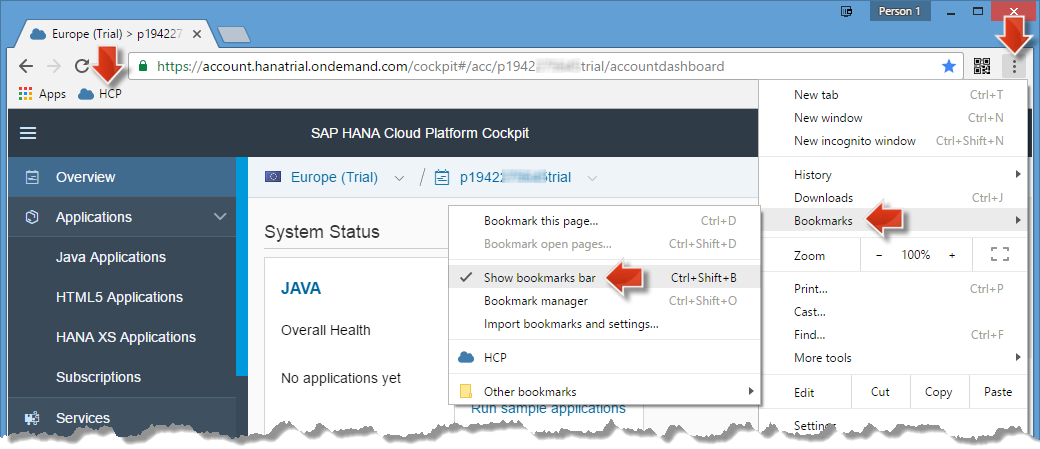 Person 1
Europe (Trial) > p194227
https://account.hanatrial.ondemand.com/cockpit#/acc/p1942 trial/accountdashboard
Apps HCP
SAP HANA Cloud Platform Cockpit
Overview
Applications
Java Applications
HTML5 Applications
HANA XS Applications
Subscriptions
Services
Europe (Trial) / p1942 trial
System Status
JAVA
Overall Health
No applications yet
Run sample applications
New tab Ctrl+T
New window Ctrl+N
New incognito window Ctrl+Shift+N
History
Downloads Ctrl+J
Bookmarks
Zoom − 100% +
Print... Ctrl+P
Cast...
Find... Ctrl+F
More tools
Edit Cut Copy Paste
Settings
Bookmark this page... Ctrl+D
Bookmark open pages... Ctrl+Shift+D
Show bookmarks bar Ctrl+Shift+B
Bookmark manager Ctrl+Shift+O
Import bookmarks and settings...
HCP
Other bookmarks